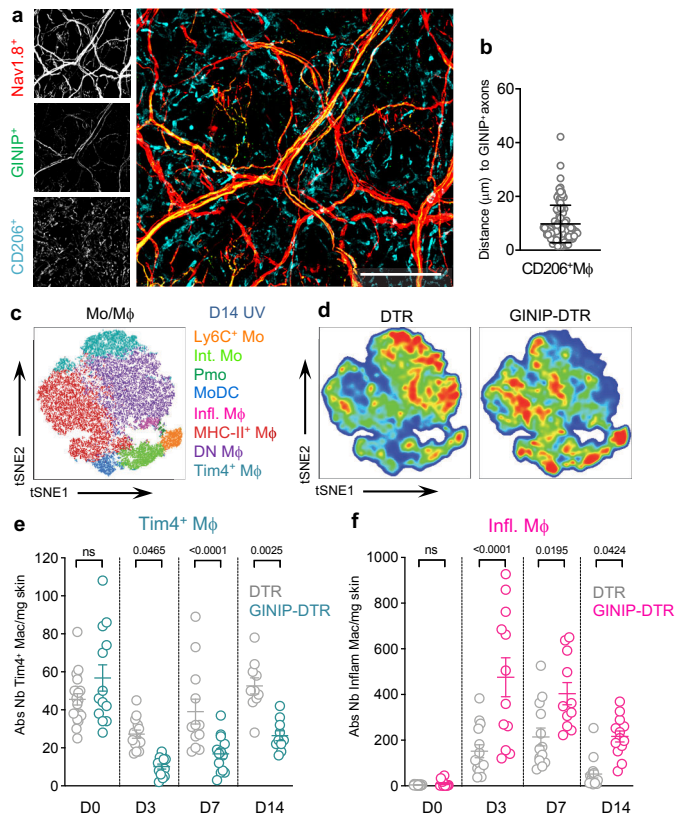 a
Nav1.8⁺
GINIP⁺
CD206⁺
b
Distance (μm) to GINIP⁺axons
60
40
20
0
CD206⁺Mϕ
c
Mo/Mϕ
D14 UV
Ly6C⁺ Mo
Int. Mo
Pmo
MoDC
Infl. Mϕ
MHC-II⁺ Mϕ
DN Mϕ
Tim4⁺ Mϕ
tSNE2
tSNE1
d
DTR
GINIP-DTR
tSNE2
tSNE1
e
Tim4⁺ Mϕ
Abs Nb Tim4⁺ Mac/mg skin
120
100
80
60
40
20
0
ns
0.0465
<0.0001
0.0025
DTR
GINIP-DTR
D0
D3
D7
D14
f
Infl. Mϕ
Abs Nb Inflam Mac/mg skin
1000
800
600
400
200
0
ns
<0.0001
0.0195
0.0424
DTR
GINIP-DTR
D0
D3
D7
D14